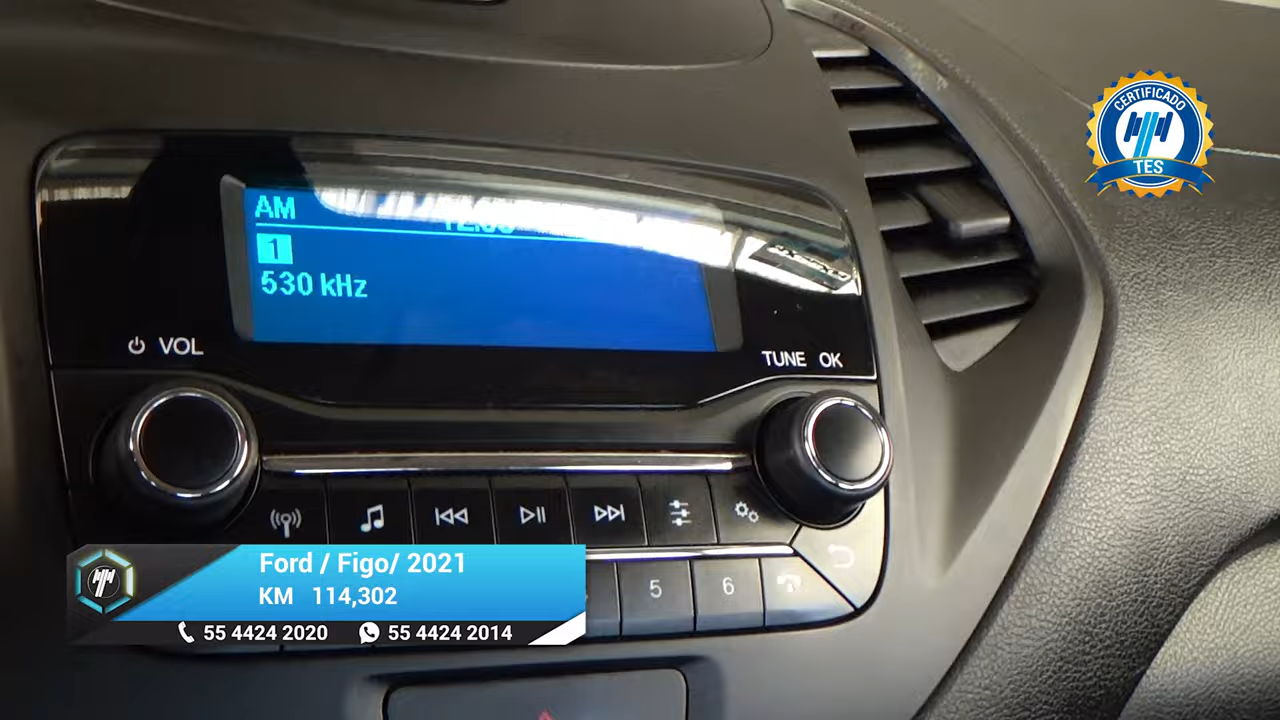 CERTIFICADO
TES
AM
1
530 kHz
VOL
TUNE OK
5
6
Ford / Figo/ 2021
KM 114,302
55 4424 2020 55 4424 2014